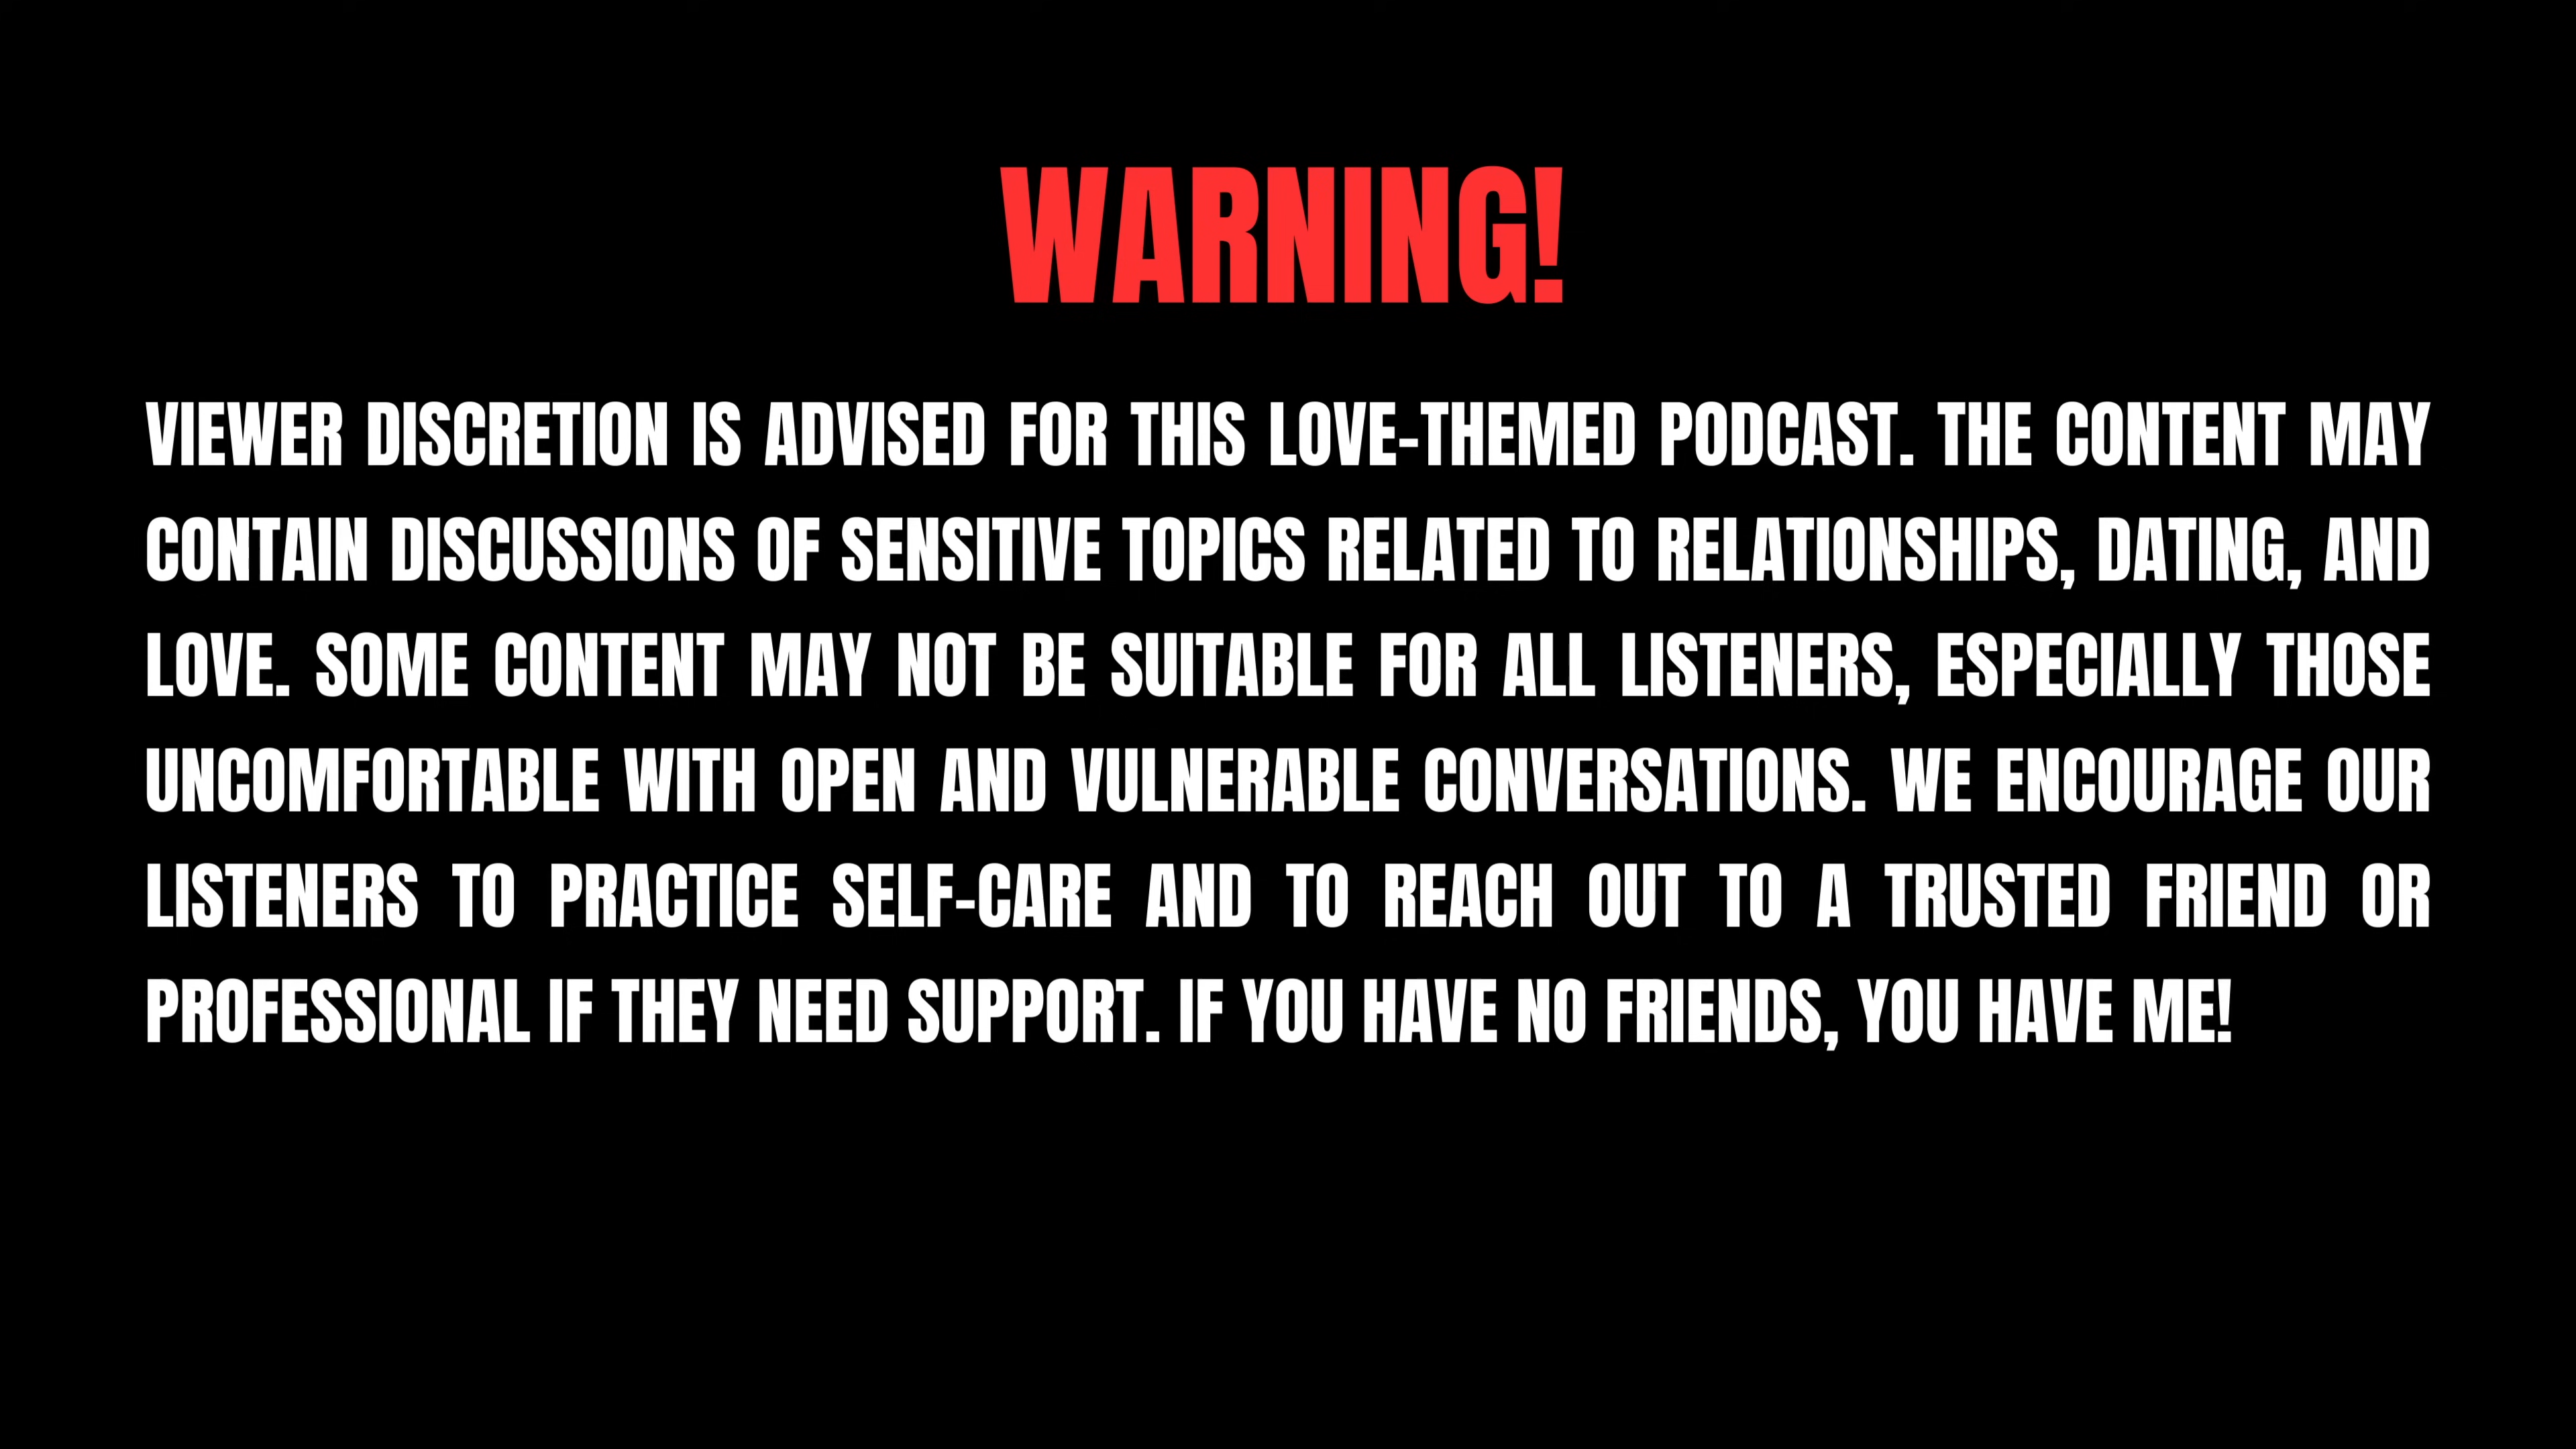 WARNING!
VIEWER DISCRETION IS ADVISED FOR THIS LOVE-THEMED PODCAST. THE CONTENT MAY
CONTAIN DISCUSSIONS OF SENSITIVE TOPICS RELATED TO RELATIONSHIPS, DATING, AND
LOVE. SOME CONTENT MAY NOT BE SUITABLE FOR ALL LISTENERS, ESPECIALLY THOSE
UNCOMFORTABLE WITH OPEN AND VULNERABLE CONVERSATIONS. WE ENCOURAGE OUR
LISTENERS TO PRACTICE SELF-CARE AND TO REACH OUT TO A TRUSTED FRIEND OR
PROFESSIONAL IF THEY NEED SUPPORT. IF YOU HAVE NO FRIENDS, YOU HAVE ME!